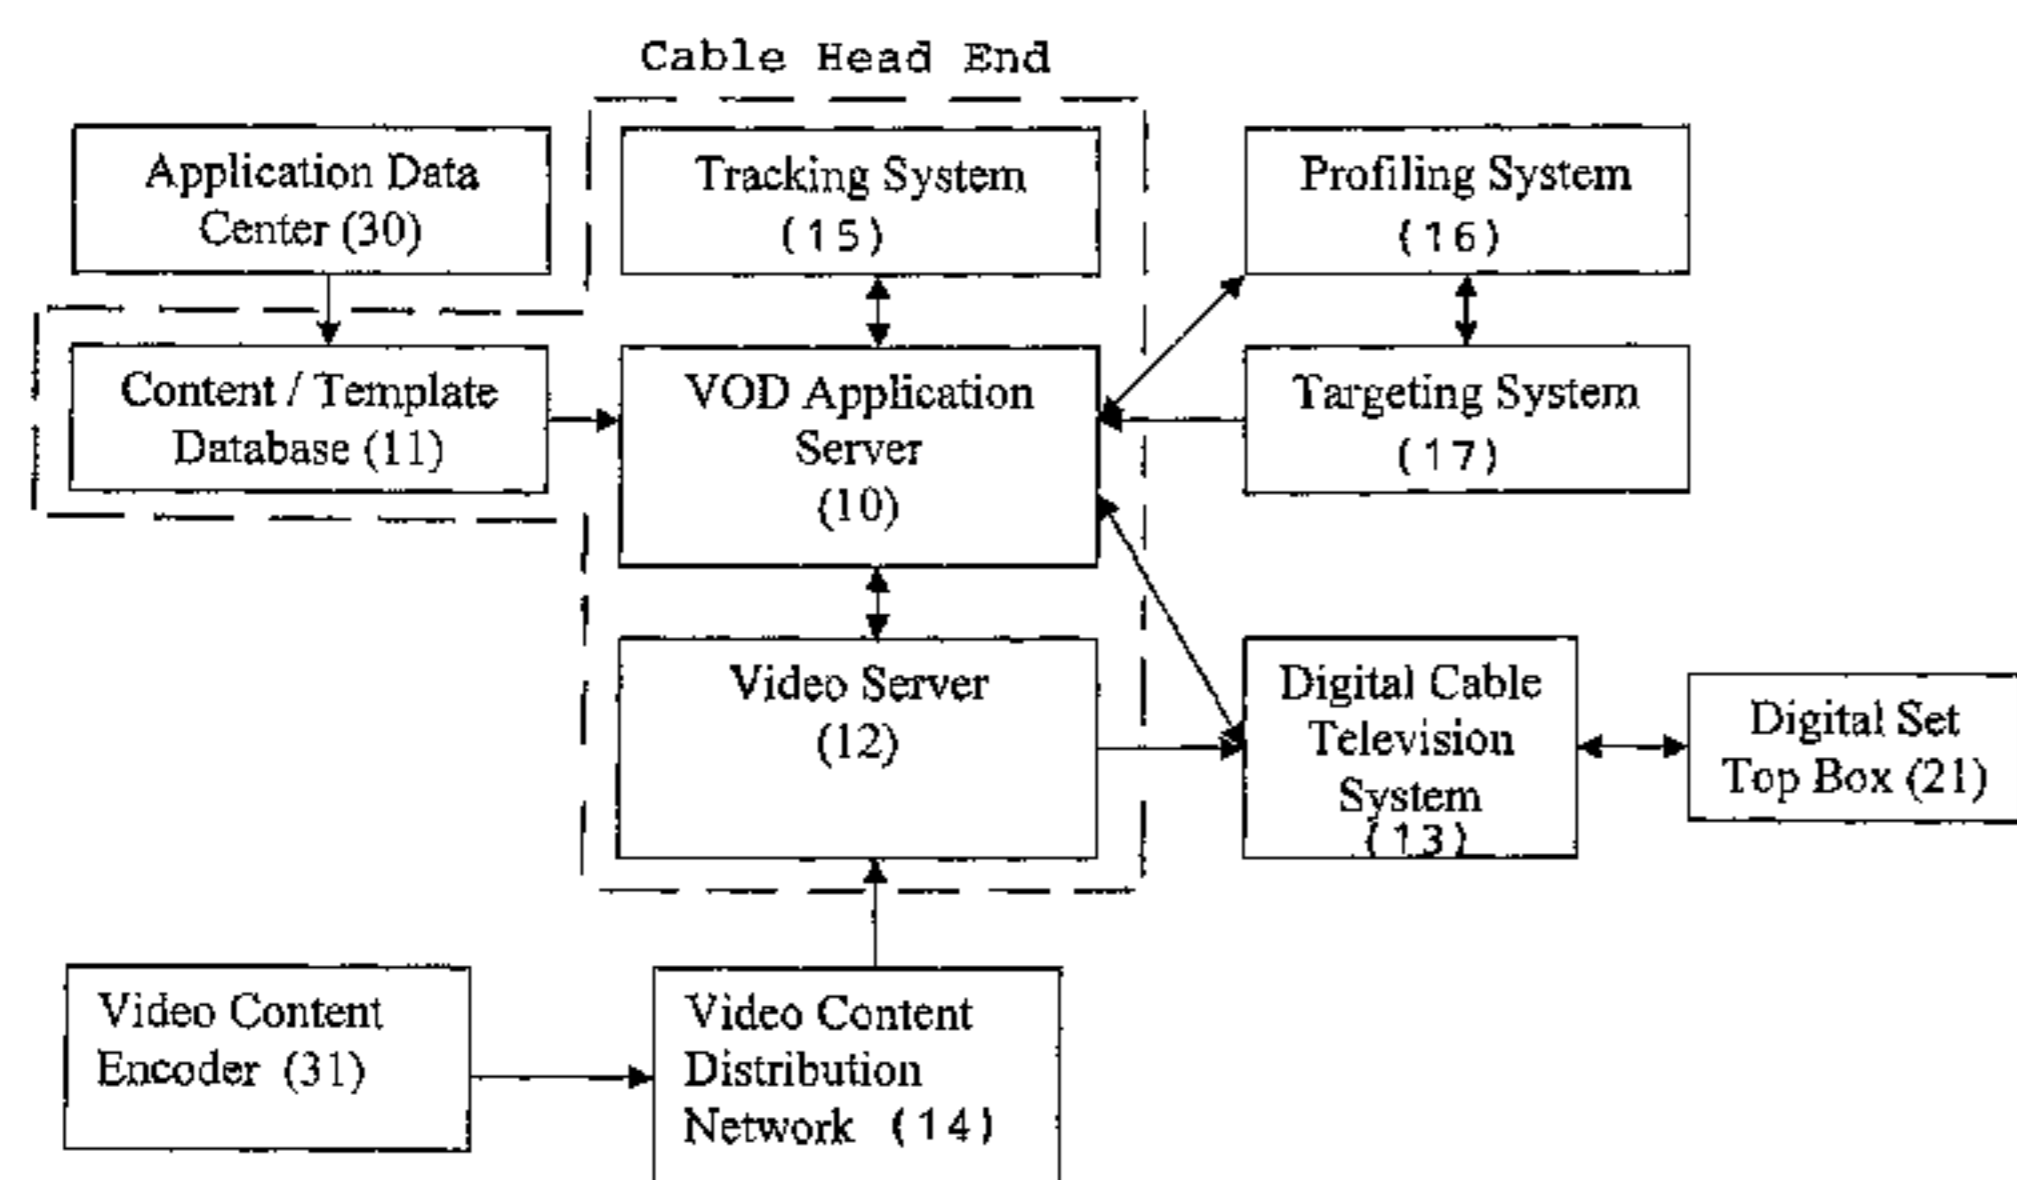 Cable Head End
Application Data
Center (30)
Tracking System
(15)
Profiling System
(16)
Content / Template
Database (11)
VOD Application
Server
(10)
Targeting System
(17)
Video Server
(12)
Digital Cable
Television
System
(13)
Digital Set
Top Box (21)
Video Content
Encoder (31)
Video Content
Distribution
Network (14)